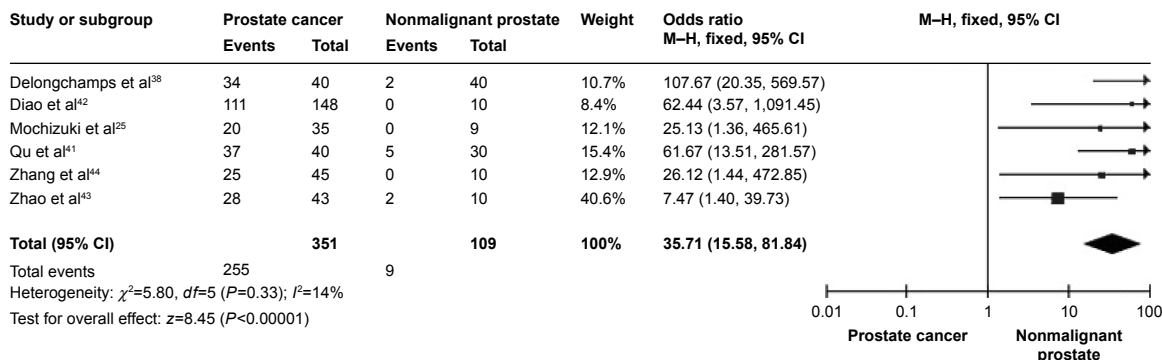 Study or subgroup Prostate cancer Nonmalignant prostate Weight Odds ratio M–H, fixed, 95% CI
Events Total Events Total M–H, fixed, 95% CI
Delongchamps et al³⁸ 34 40 2 40 10.7% 107.67 (20.35, 569.57)
Diao et al⁴² 111 148 0 10 8.4% 62.44 (3.57, 1,091.45)
Mochizuki et al²⁵ 20 35 0 9 12.1% 25.13 (1.36, 465.61)
Qu et al⁴¹ 37 40 5 30 15.4% 61.67 (13.51, 281.57)
Zhang et al⁴⁴ 25 45 0 10 12.9% 26.12 (1.44, 472.85)
Zhao et al⁴³ 28 43 2 10 40.6% 7.47 (1.40, 39.73)
Total (95% CI) 351 109 100% 35.71 (15.58, 81.84)
Total events 255 9
Heterogeneity: χ²=5.80, df=5 (P=0.33); I²=14%
Test for overall effect: z=8.45 (P<0.00001)
0.01 0.1 1 10 100
Prostate cancer Nonmalignant
prostate